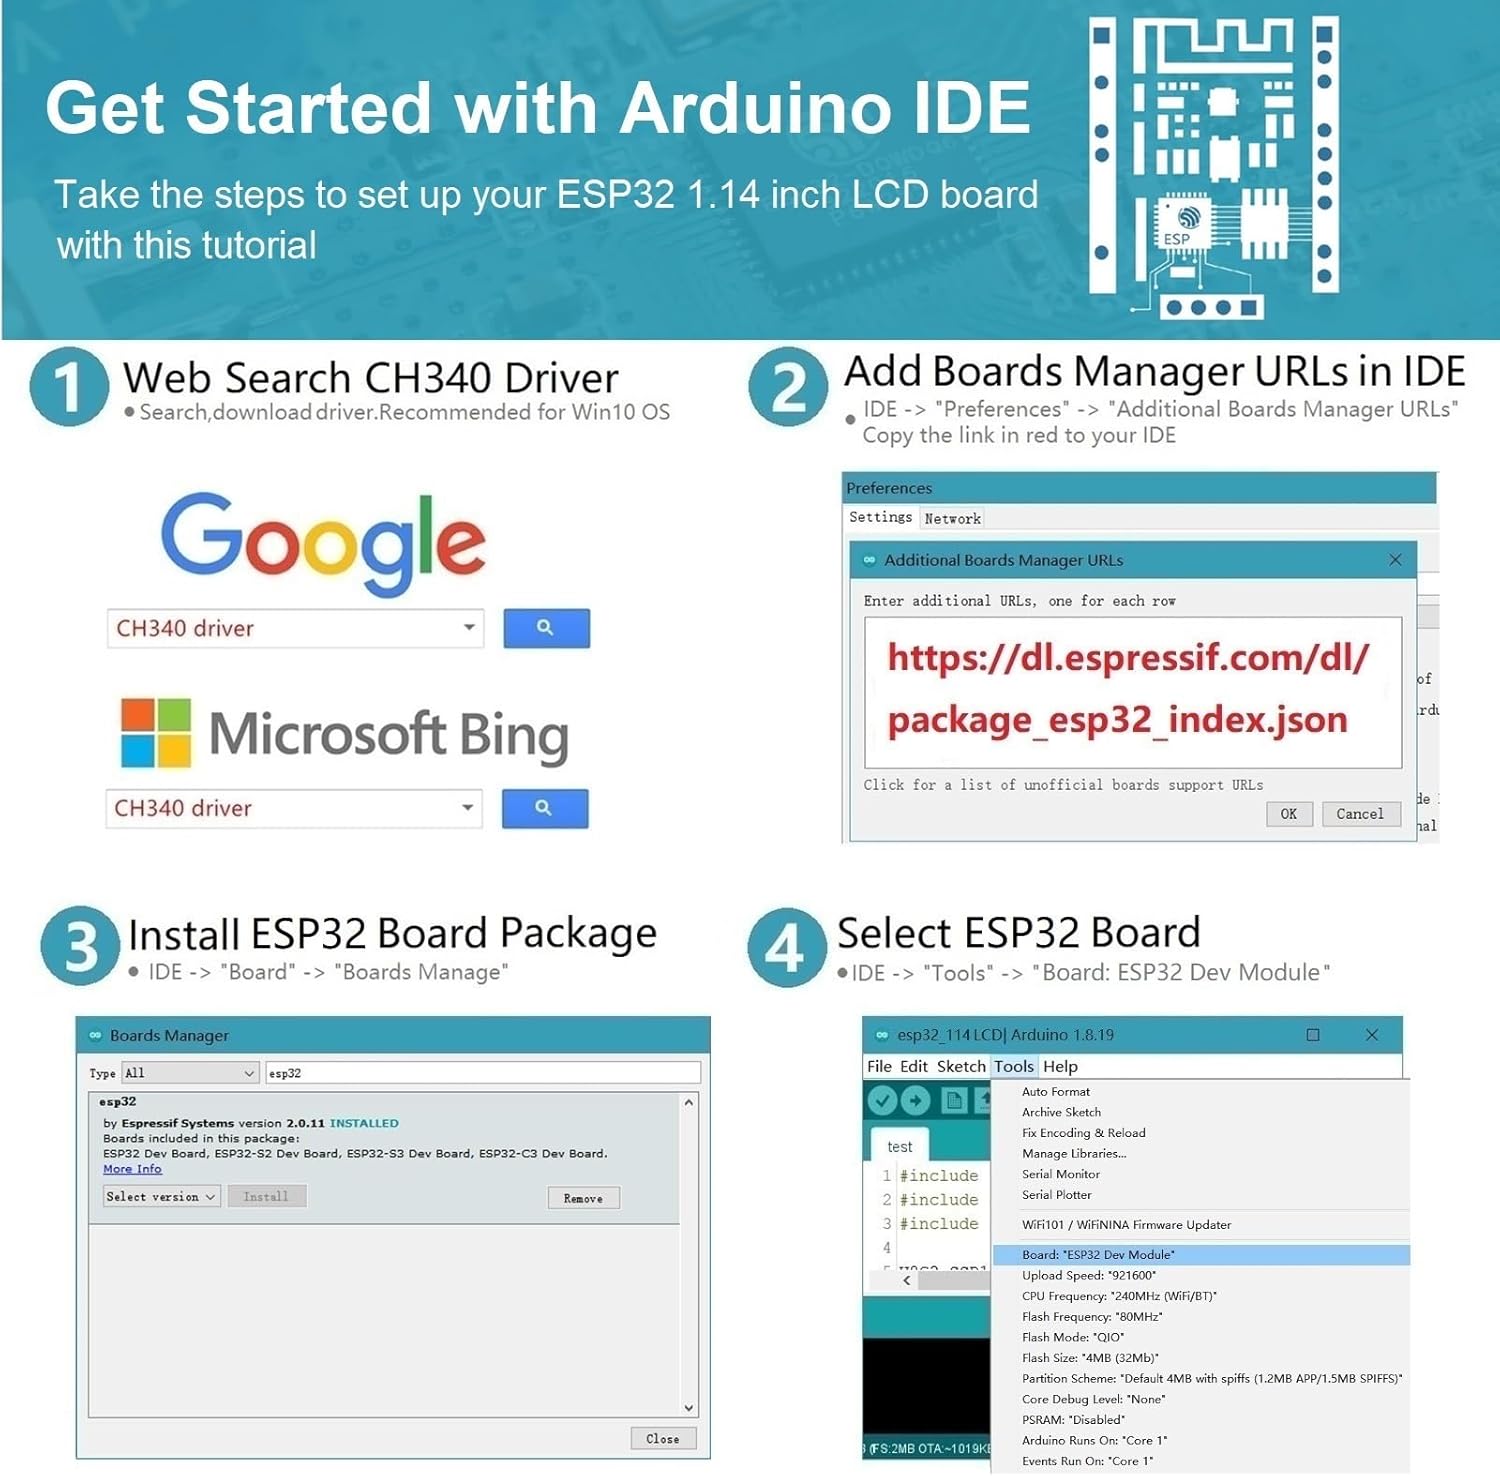 Get Started with Arduino IDE
Take the steps to set up your ESP32 1.14 inch LCD board
with this tutorial
ESP
1 Web Search CH340 Driver
• Search,download driver.Recommended for Win10 OS
Google
CH340 driver
Microsoft Bing
CH340 driver
2 Add Boards Manager URLs in IDE
• IDE -> "Preferences" -> "Additional Boards Manager URLs"
Copy the link in red to your IDE
Preferences
Settings Network
Additional Boards Manager URLs
Enter additional URLs, one for each row
https://dl.espressif.com/dl/
package_esp32_index.json
of
Click for a list of unofficial boards support URLs
OK Cancel
3 Install ESP32 Board Package
• IDE -> "Board" -> "Boards Manage"
Boards Manager
Type All esp32
esp32
by Espressif Systems version 2.0.11 INSTALLED
Boards included in this package:
ESP32 Dev Board, ESP32-S2 Dev Board, ESP32-S3 Dev Board, ESP32-C3 Dev Board.
More Info
Select version Install Remove
Close
4 Select ESP32 Board
• IDE -> "Tools" -> "Board: ESP32 Dev Module"
esp32_114 LCD| Arduino 1.8.19
File Edit Sketch Tools Help
test
1 #include
2 #include
3 #include
4
5
(FS:2MB OTA:~1019KB
Auto Format
Archive Sketch
Fix Encoding & Reload
Manage Libraries...
Serial Monitor
Serial Plotter
WiFi101 / WiFiNINA Firmware Updater
Board: "ESP32 Dev Module"
Upload Speed: "921600"
CPU Frequency: "240MHz (WiFi/BT)"
Flash Frequency: "80MHz"
Flash Mode: "QIO"
Flash Size: "4MB (32Mb)"
Partition Scheme: "Default 4MB with spiffs (1.2MB APP/1.5MB SPIFFS)"
Core Debug Level: "None"
PSRAM: "Disabled"
Arduino Runs On: "Core 1"
Events Run On: "Core 1"